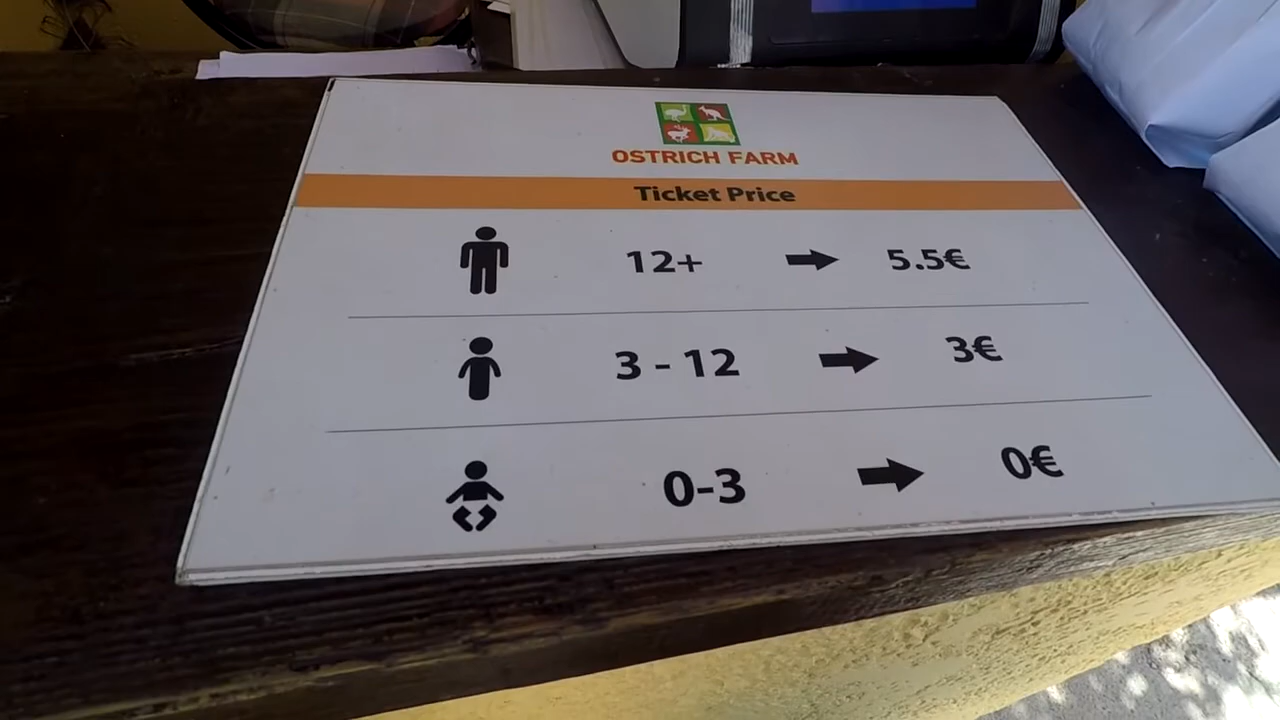 OSTRICH FARM
Ticket Price
12+ 5.5€
3 - 12 3€
0-3 0€